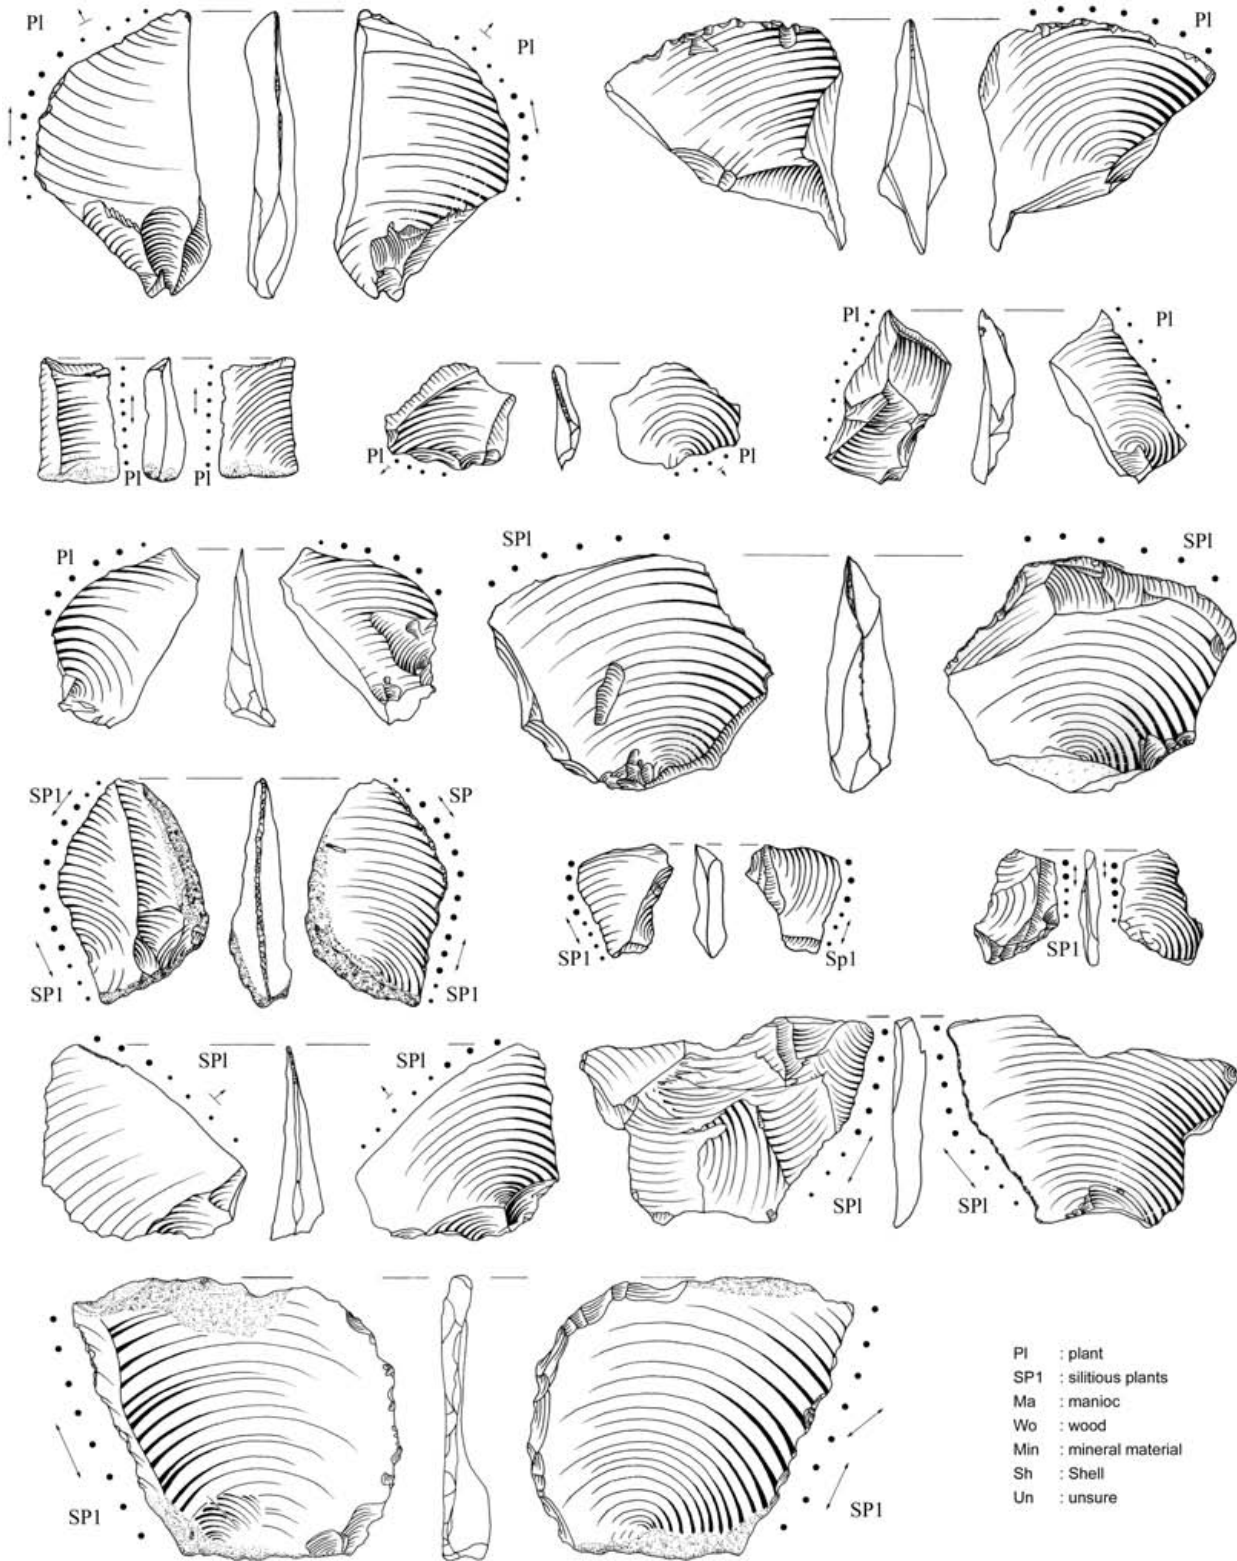 Pl
Pl
Pl
Pl
Pl
Pl
Pl
Pl
Pl
Pl
SPl
SPl
SP1
SP
SP1
SP1
SP1
Sp1
SP1
SPl
SPl
SPl
SPl
SP1
SP1
Pl : plant
SP1 : silitious plants
Ma : manioc
Wo : wood
Min : mineral material
Sh : Shell
Un : unsure